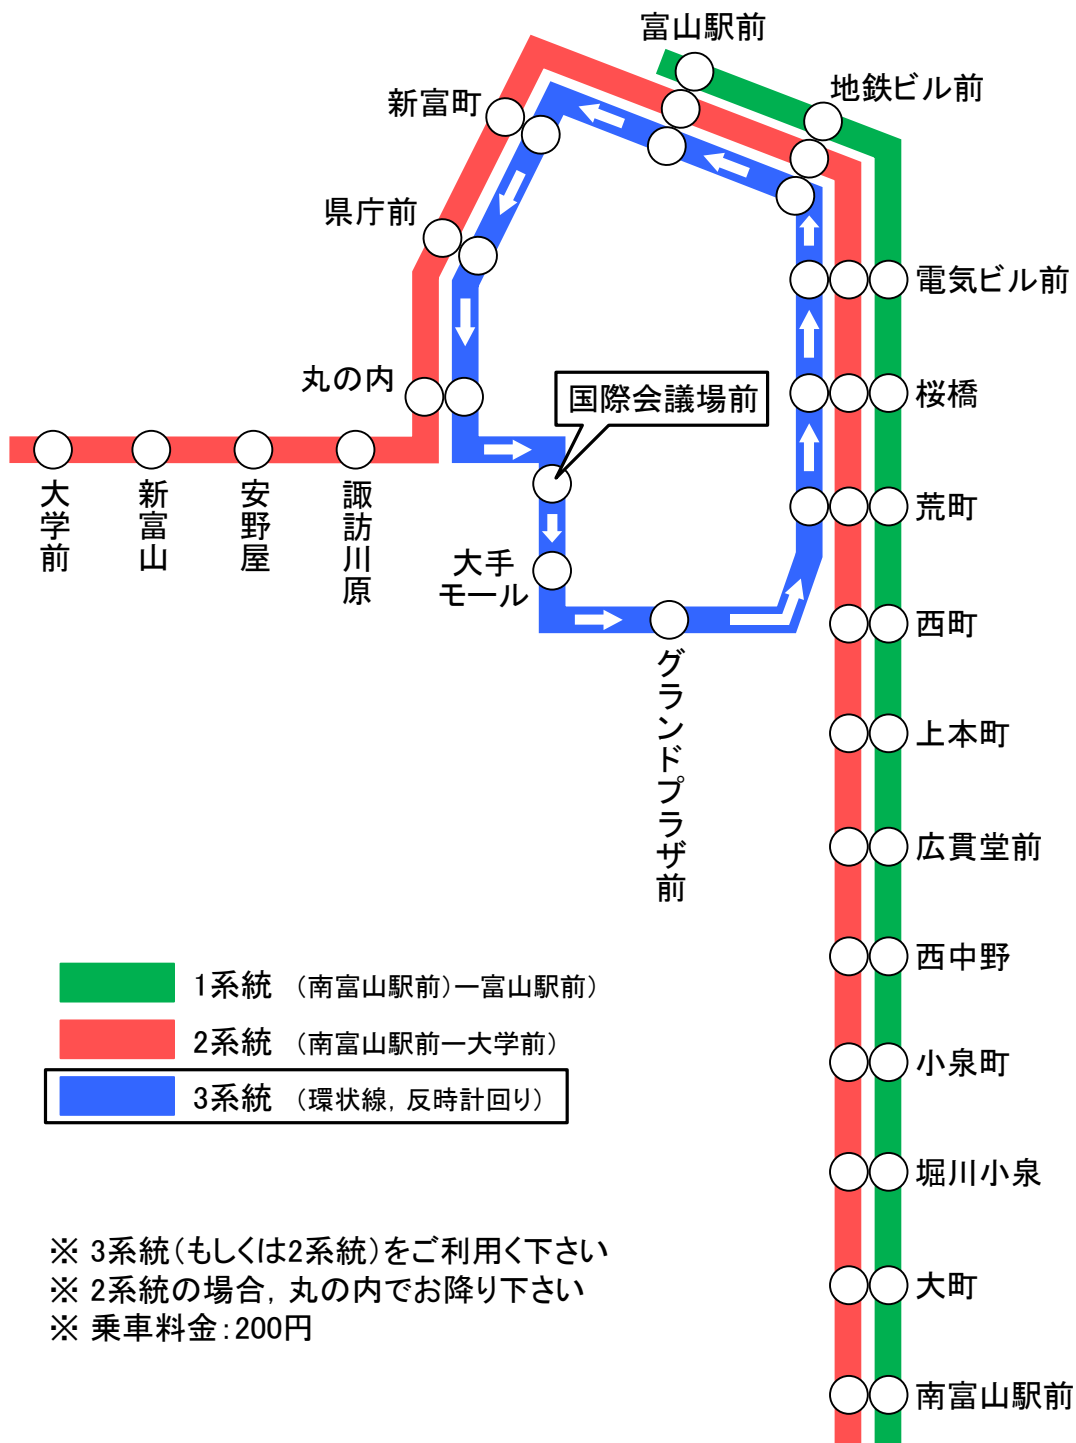 富山駅前
地鉄ビル前
新富町
県庁前
電気ビル前
丸の内
国際会議場前
桜橋
大学前
新富山
安野屋
諏訪川原
荒町
大手
モール
西町
グランドプラザ前
上本町
広貫堂前
西中野
1系統 (南富山駅前)ー富山駅前)
2系統 (南富山駅前ー大学前)
3系統 (環状線, 反時計回り)
小泉町
堀川小泉
※ 3系統(もしくは2系統)をご利用く下さい
※ 2系統の場合, 丸の内でお降り下さい
※ 乗車料金:200円
大町
南富山駅前